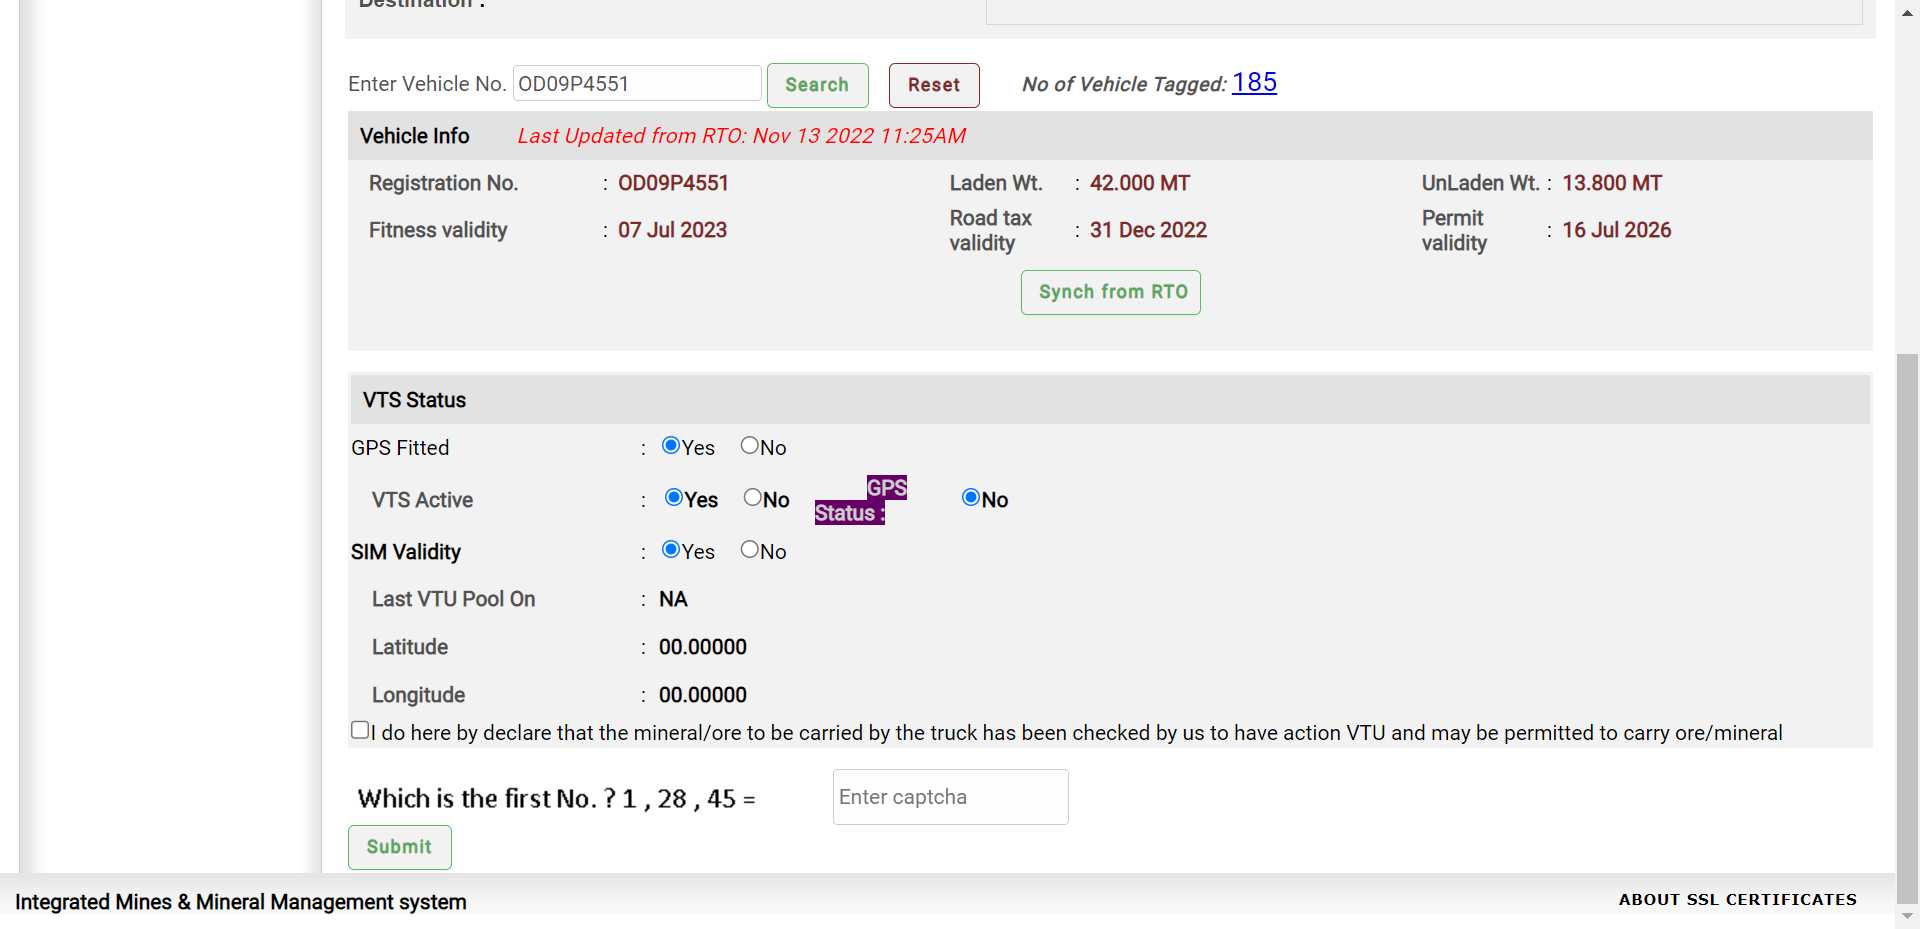 Destination :
Enter Vehicle No. OD09P4551 Search Reset No of Vehicle Tagged: 185
Vehicle Info Last Updated from RTO: Nov 13 2022 11:25AM
Registration No. : OD09P4551 Laden Wt. : 42.000 MT UnLaden Wt. : 13.800 MT
Fitness validity : 07 Jul 2023 Road tax validity : 31 Dec 2022 Permit validity : 16 Jul 2026
Synch from RTO
VTS Status
GPS Fitted : Yes No
VTS Active : Yes No GPS Status : No
SIM Validity : Yes No
Last VTU Pool On : NA
Latitude : 00.00000
Longitude : 00.00000
I do here by declare that the mineral/ore to be carried by the truck has been checked by us to have action VTU and may be permitted to carry ore/mineral
Which is the first No. ? 1 , 28 , 45 = Enter captcha
Submit
Integrated Mines & Mineral Management system ABOUT SSL CERTIFICATES